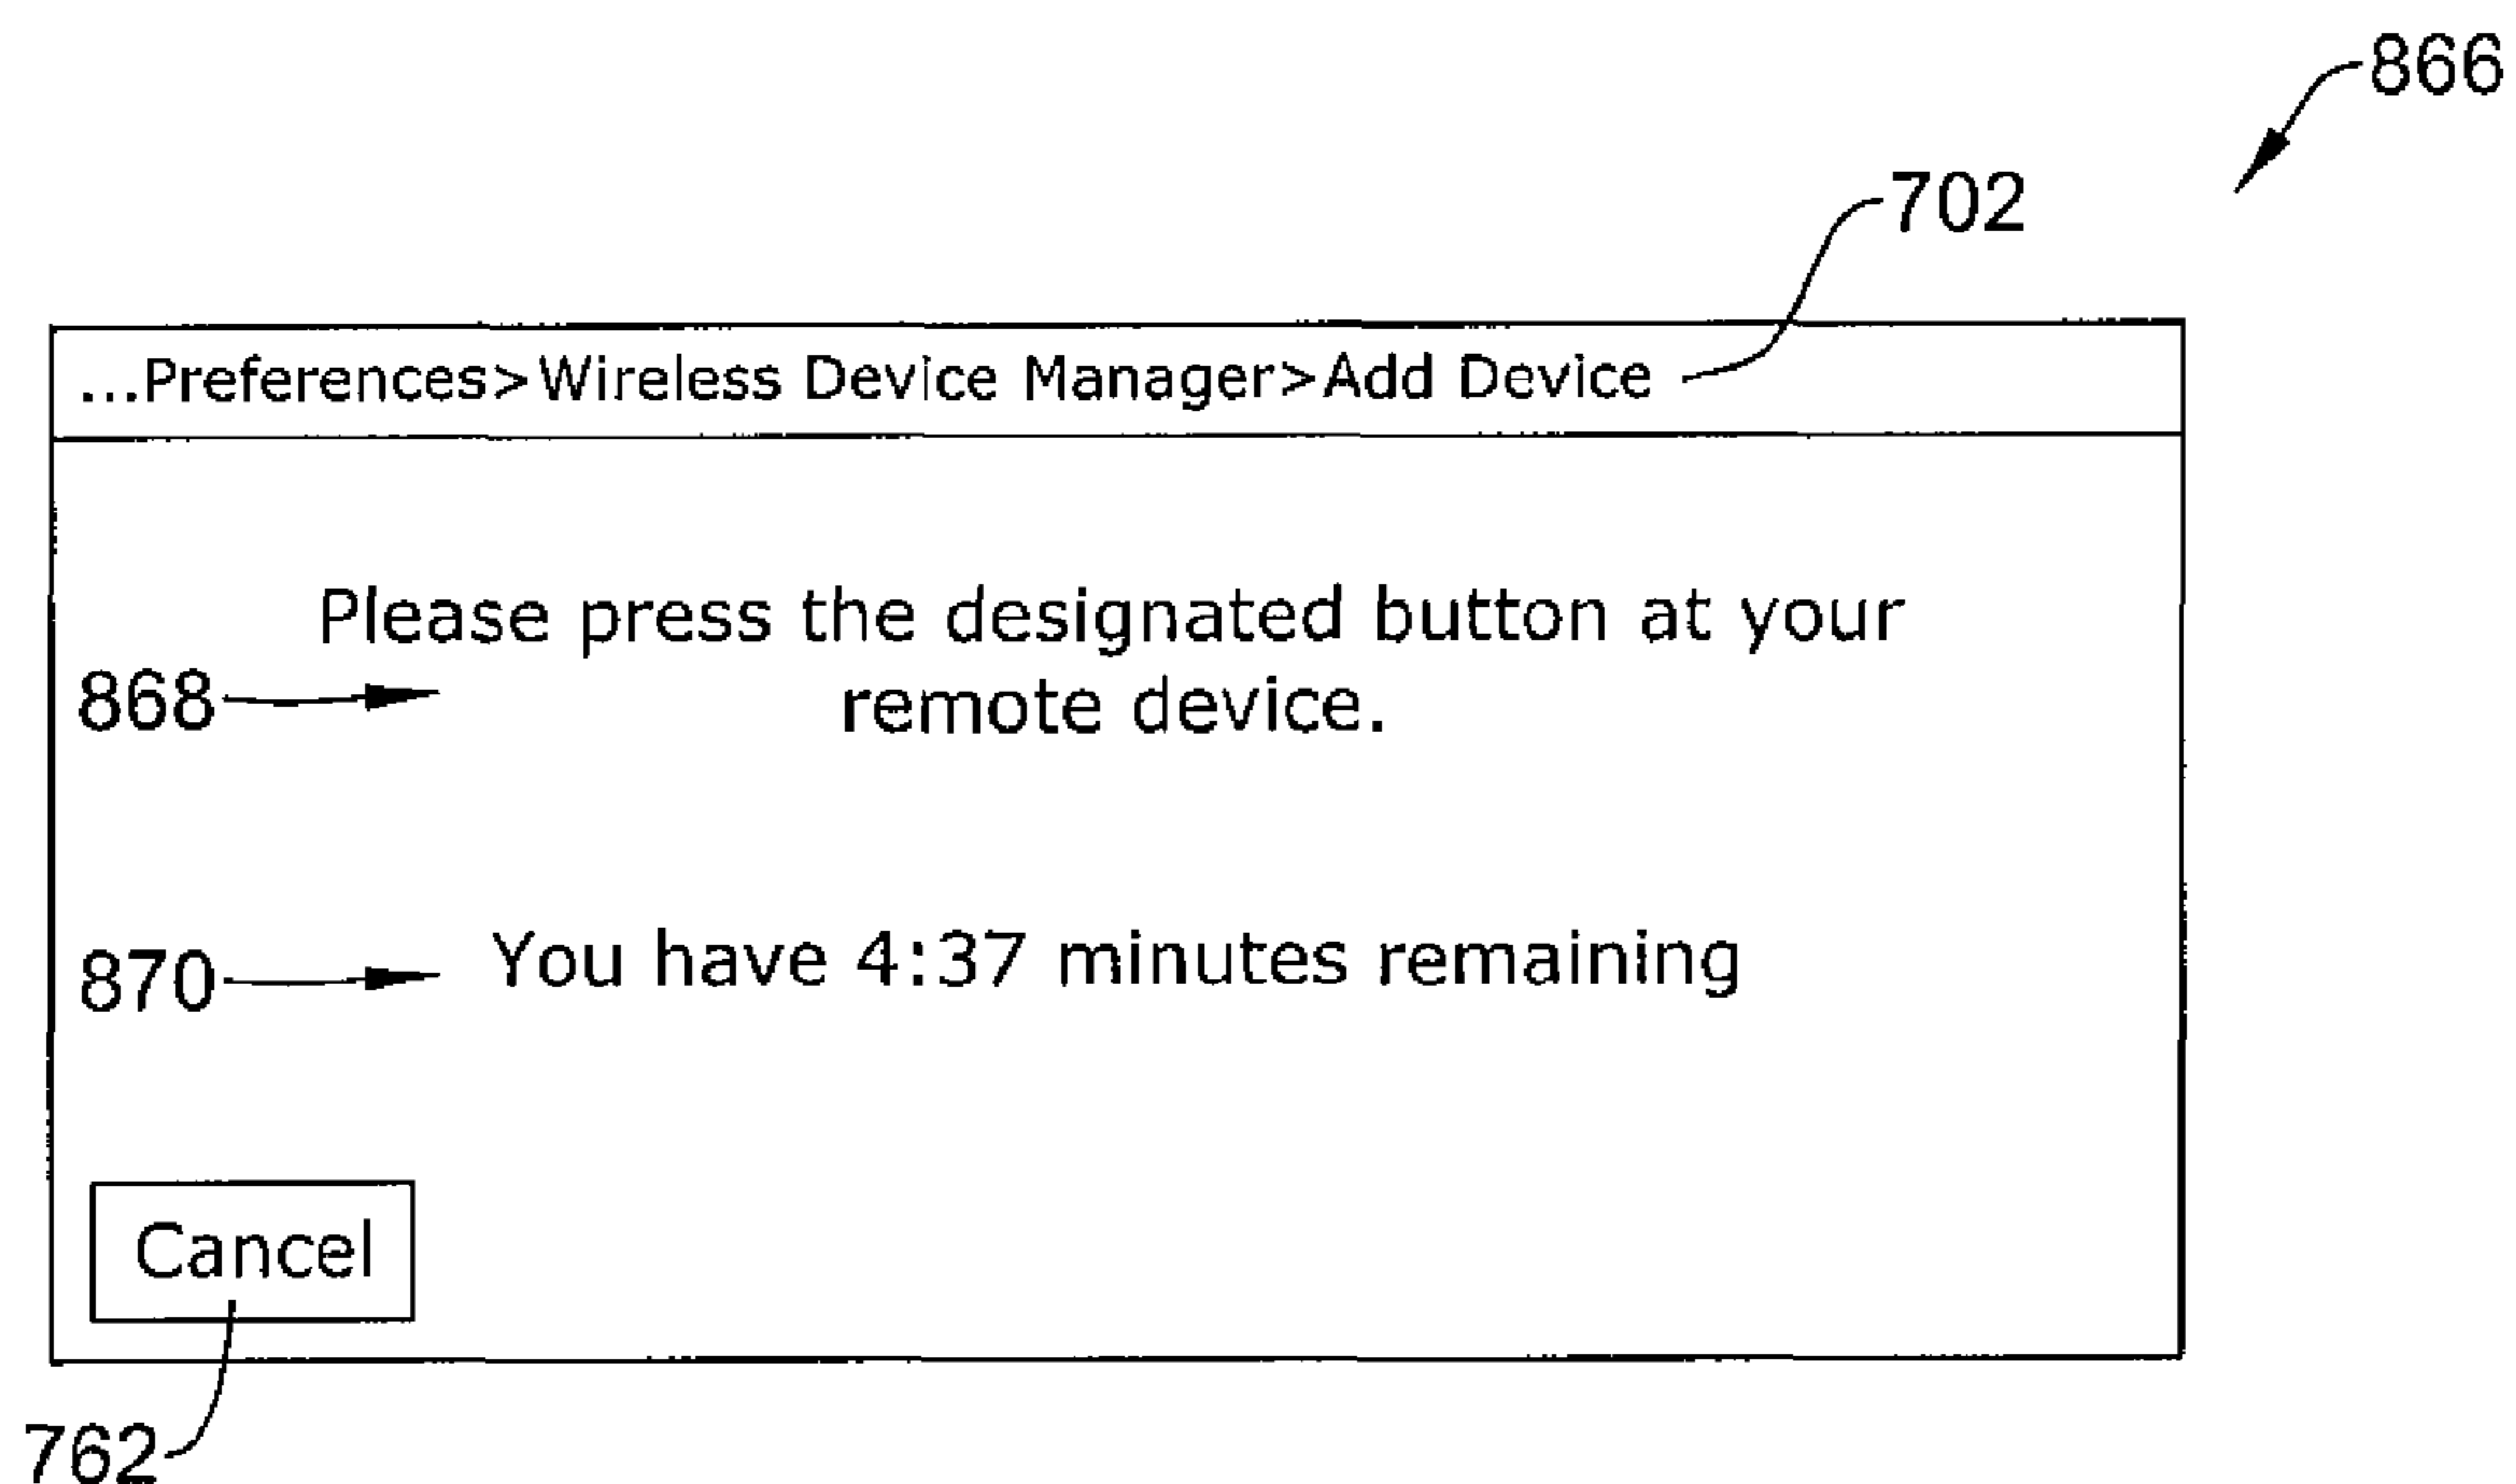 866
702
...Preferences>Wireless Device Manager>Add Device
Please press the designated button at your
868
remote device.
870 You have 4:37 minutes remaining
Cancel
762